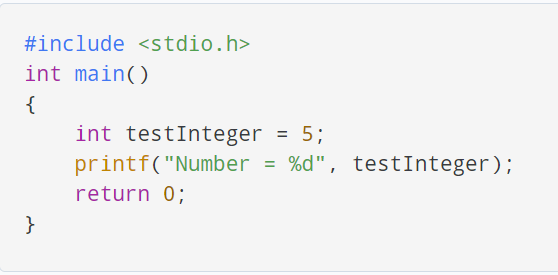 #include <stdio.h>
int main()
{
    int testInteger = 5;
    printf("Number = %d", testInteger);
    return 0;
}